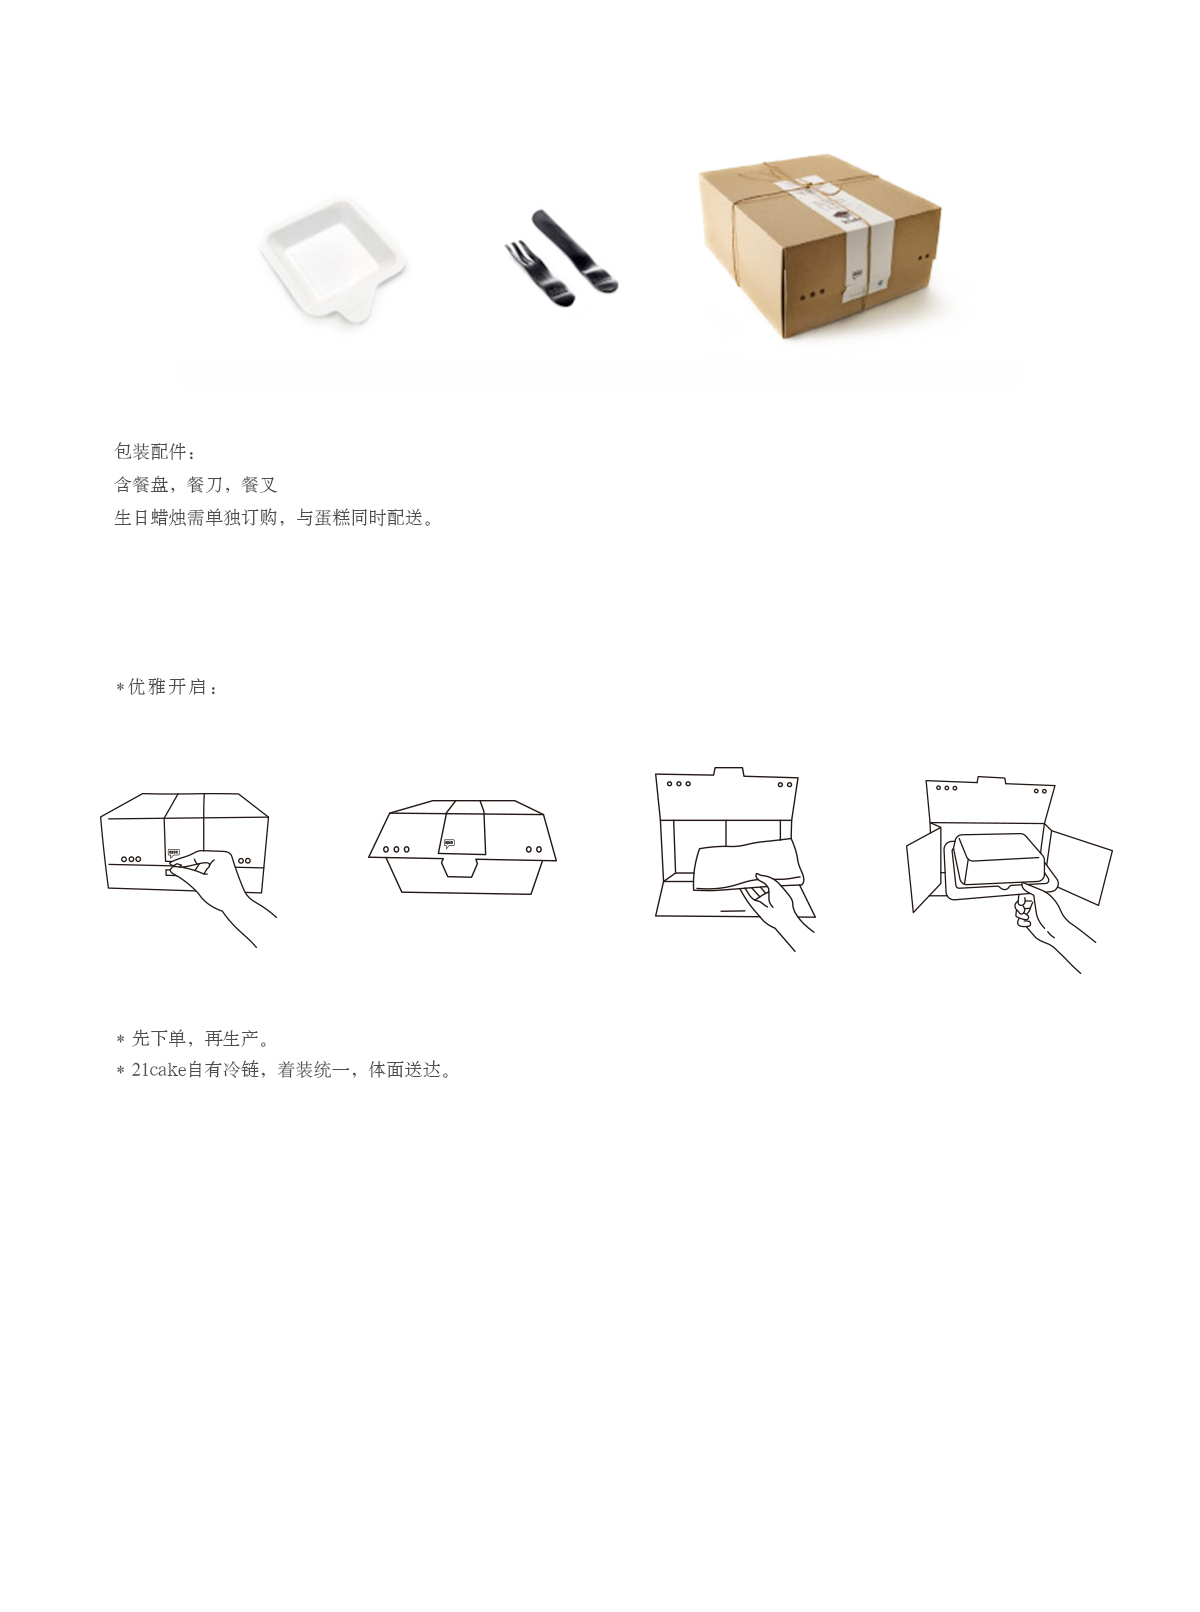 包装配件：
含餐盘，餐刀，餐叉
生日蜡烛需单独订购，与蛋糕同时配送。
*优雅开启：
* 先下单，再生产。
* 21cake自有冷链，着装统一，体面送达。